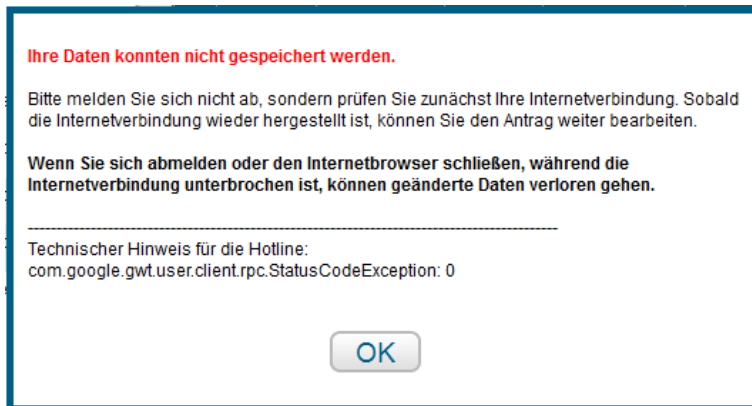 Ihre Daten konnten nicht gespeichert werden.
Bitte melden Sie sich nicht ab, sondern prüfen Sie zunächst Ihre Internetverbindung. Sobald
die Internetverbindung wieder hergestellt ist, können Sie den Antrag weiter bearbeiten.
Wenn Sie sich abmelden oder den Internetbrowser schließen, während die
Internetverbindung unterbrochen ist, können geänderte Daten verloren gehen.
---------------------------------------------------------------------------------------------
Technischer Hinweis für die Hotline:
com.google.gwt.user.client.rpc.StatusCodeException: 0
OK